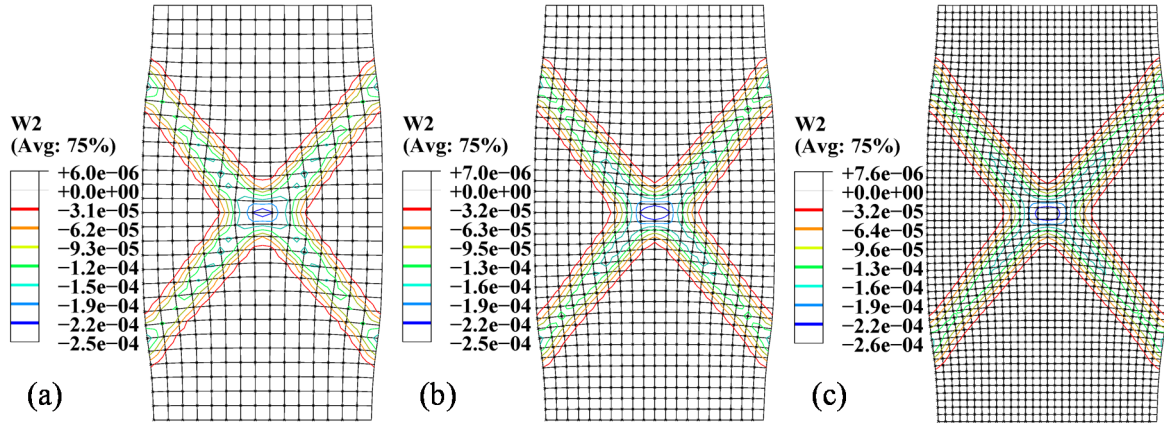 W2
(Avg: 75%)
+6.0e−06
0.0e+00
−3.1e−05
−6.2e−05
−9.3e−05
−1.2e−04
−1.5e−04
−1.9e−04
−2.2e−04
−2.5e−04
(a)
W2
(Avg: 75%)
+7.0e−06
0.0e+00
−3.2e−05
−6.3e−05
−9.5e−05
−1.3e−04
−1.6e−04
−1.9e−04
−2.2e−04
−2.5e−04
(b)
W2
(Avg: 75%)
+7.6e−06
0.0e+00
−3.2e−05
−6.4e−05
−9.6e−05
−1.3e−04
−1.6e−04
−1.9e−04
−2.2e−04
−2.6e−04
(c)